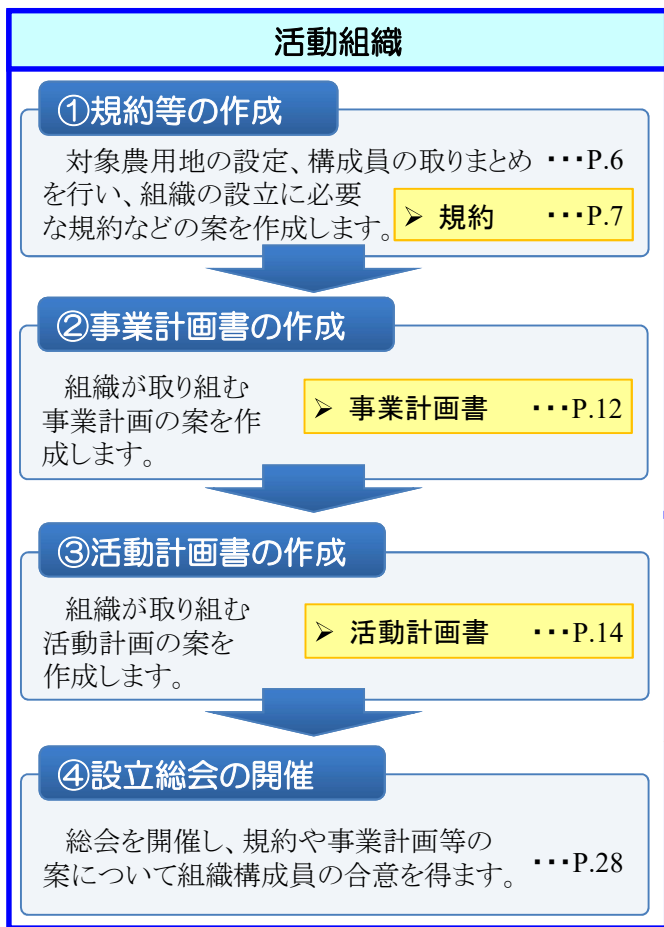 活動組織
①規約等の作成
対象農用地の設定、構成員の取りまとめ ・・・P.6
を行い、組織の設立に必要
な規約などの案を作成します。
➢ 規約 ・・・P.7
②事業計画書の作成
組織が取り組む
事業計画の案を作
成します。
➢ 事業計画書 ・・・P.12
③活動計画書の作成
組織が取り組む
活動計画の案を
作成します。
➢ 活動計画書 ・・・P.14
④設立総会の開催
総会を開催し、規約や事業計画等の
案について組織構成員の合意を得ます。 ・・・P.28